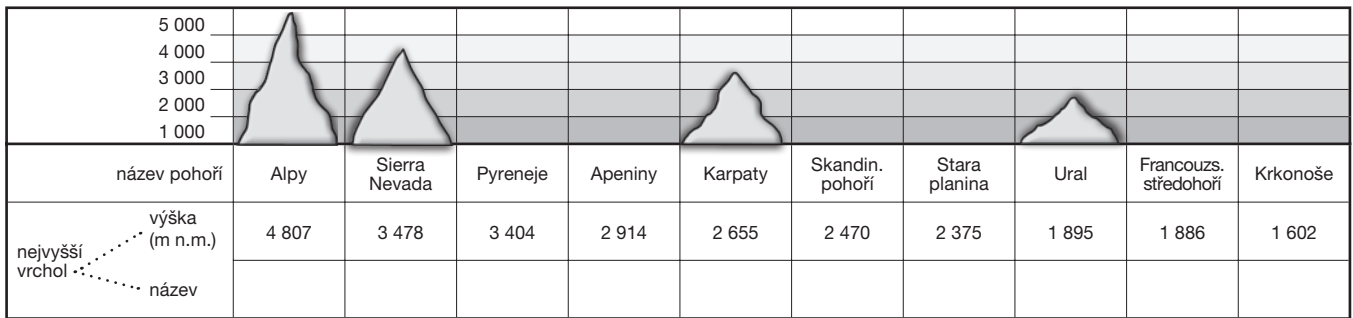 5 000
4 000
3 000
2 000
1 000
název pohoří Alpy Sierra Nevada Pyreneje Apeniny Karpaty Skandin. pohoří Stara planina Ural Francouzs. středohoří Krkonoše
nejvyšší vrchol
výška (m n.m.) 4 807 3 478 3 404 2 914 2 655 2 470 2 375 1 895 1 886 1 602
název